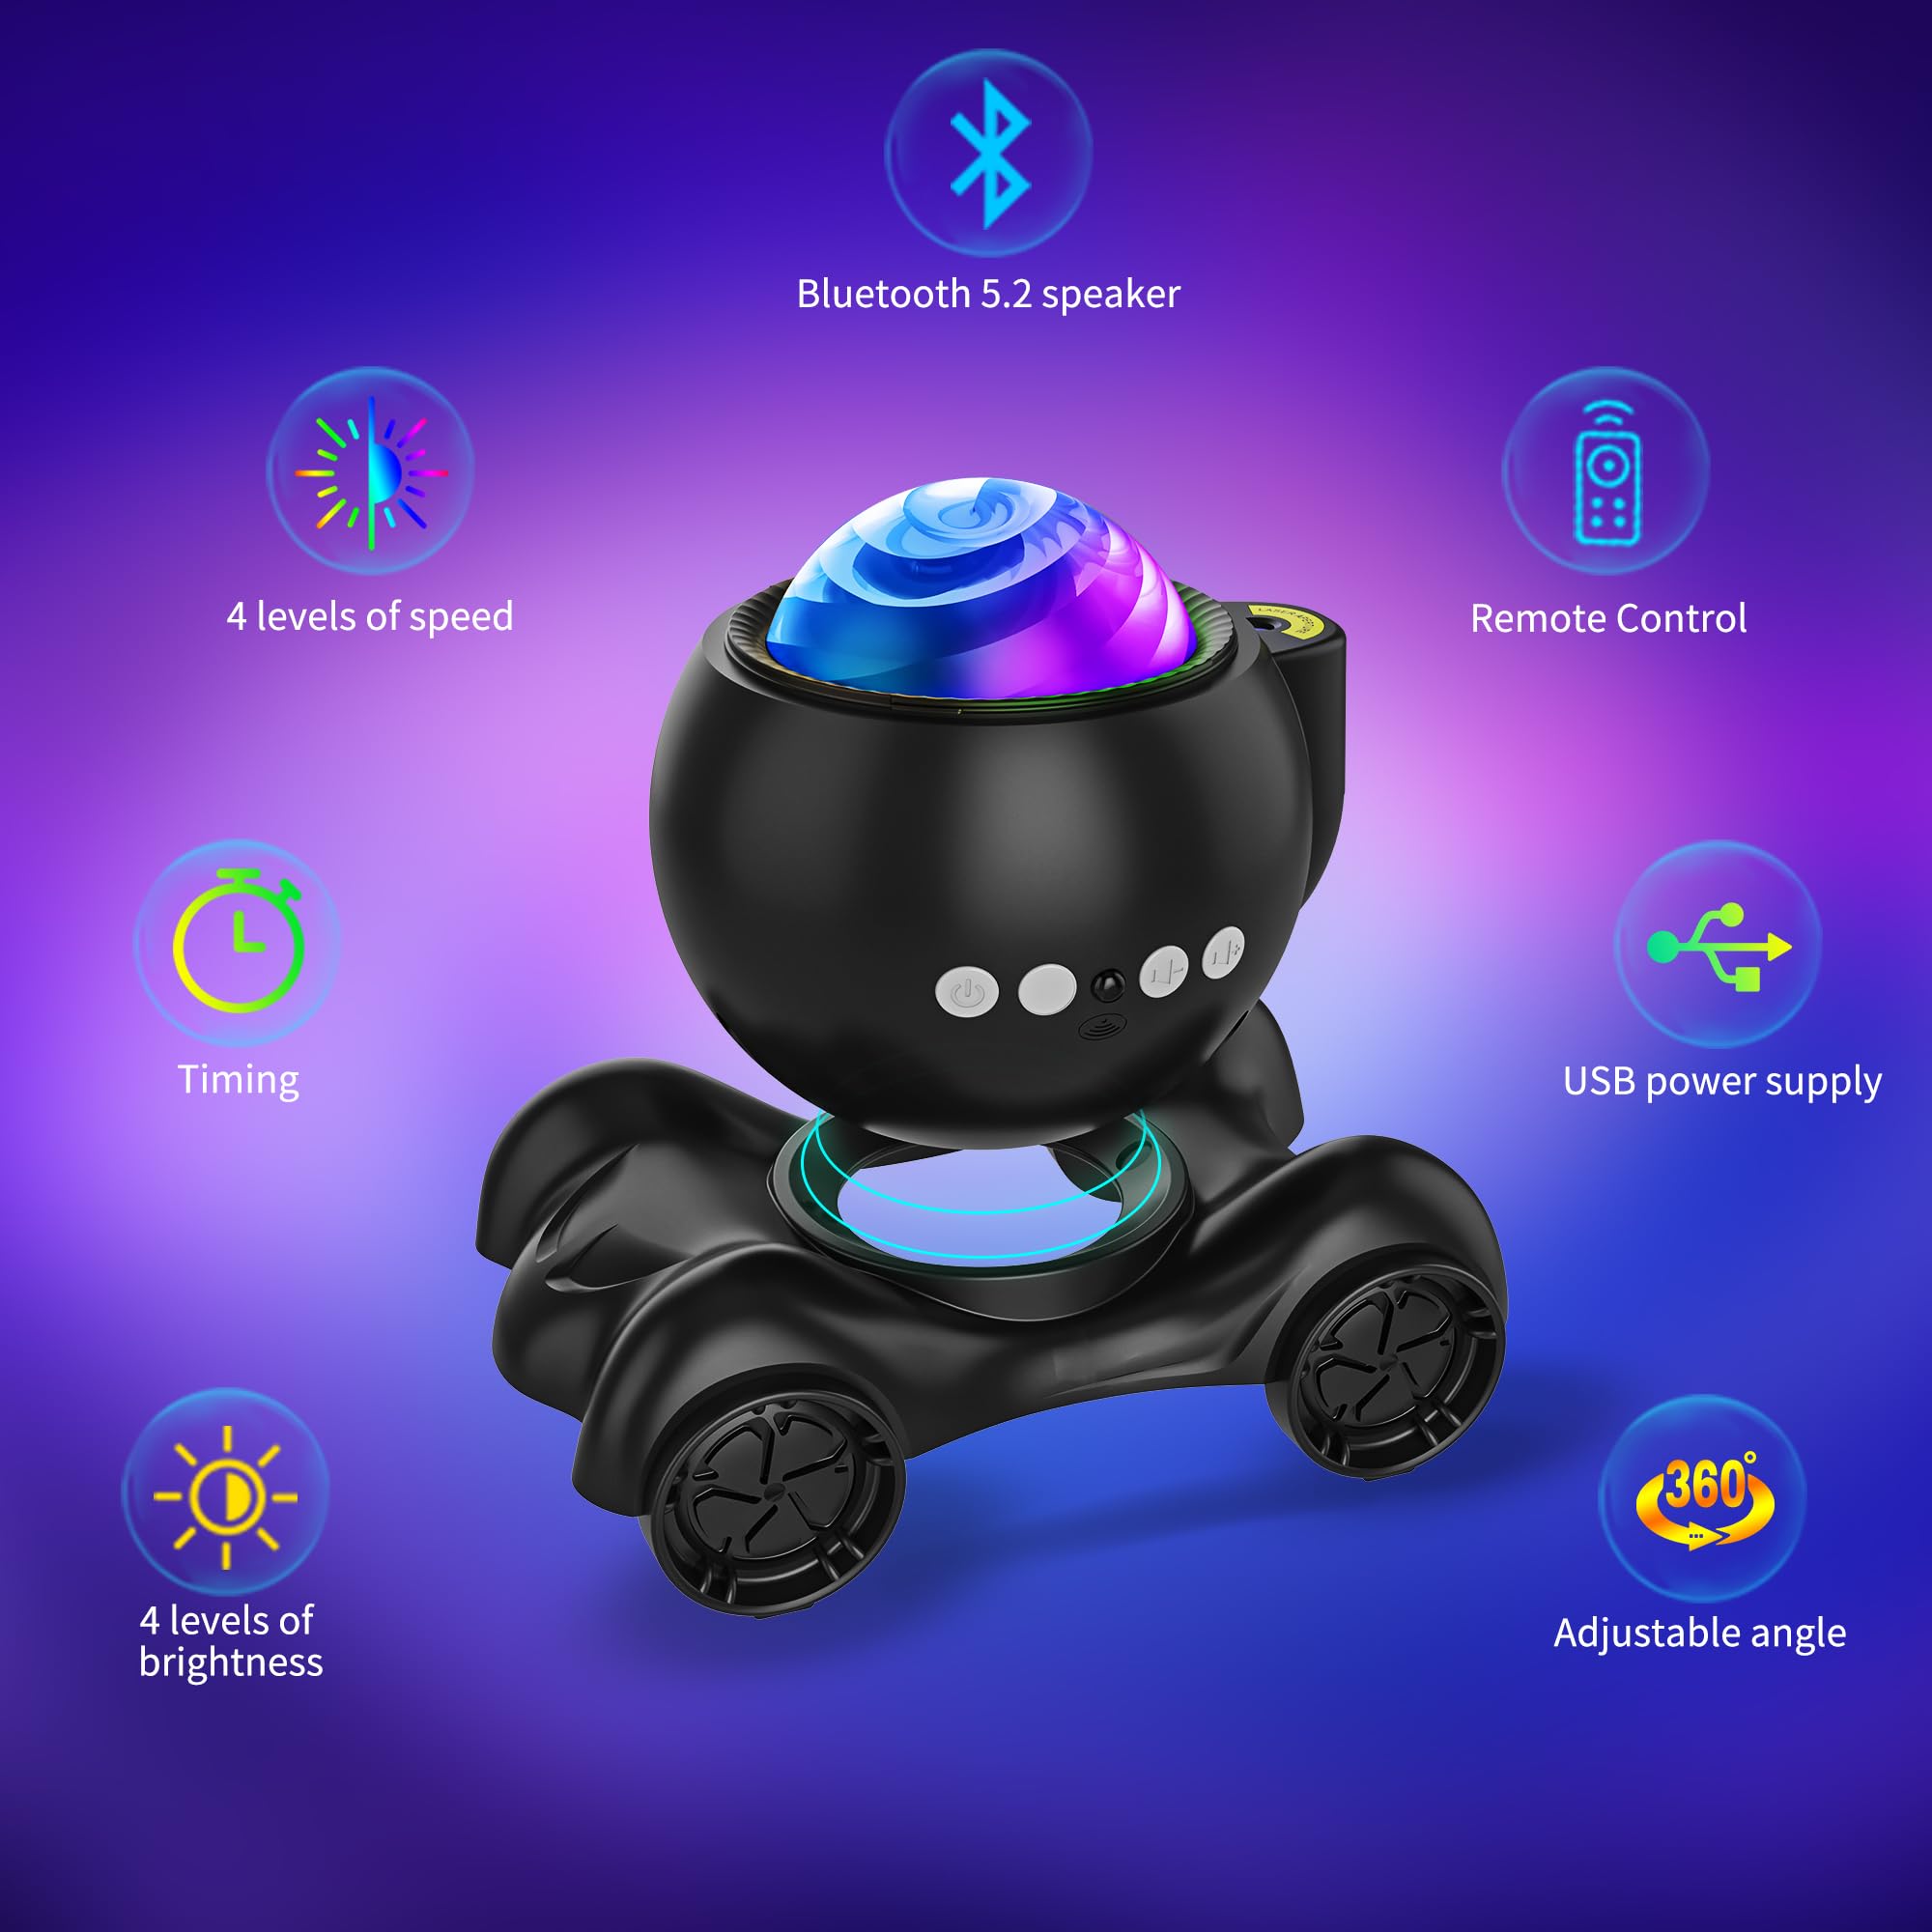 Bluetooth 5.2 speaker
4 levels of speed
Remote Control
LASER
Timing
USB power supply
360°
4 levels of
brightness
Adjustable angle